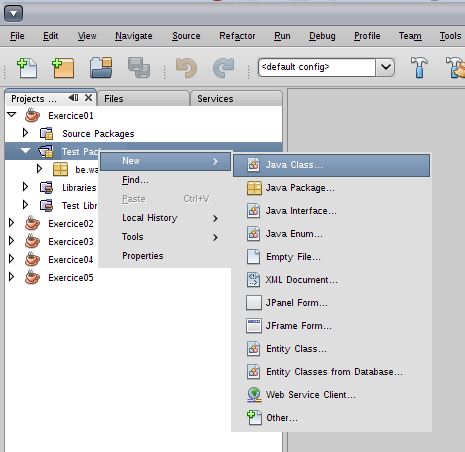 File Edit View Navigate Source Refactor Run Debug Profile Team Tools
<default config>
Projects ... Files Services
Exercice01
Source Packages
Test Pac
be.wa
Libraries
Test Libr
Exercice02
Exercice03
Exercice04
Exercice05
New
Find...
Paste Ctrl+V
Local History
Tools
Properties
Java Class...
Java Package...
Java Interface...
Java Enum...
Empty File...
XML Document...
JPanel Form...
JFrame Form...
Entity Class...
Entity Classes from Database...
Web Service Client...
Other...